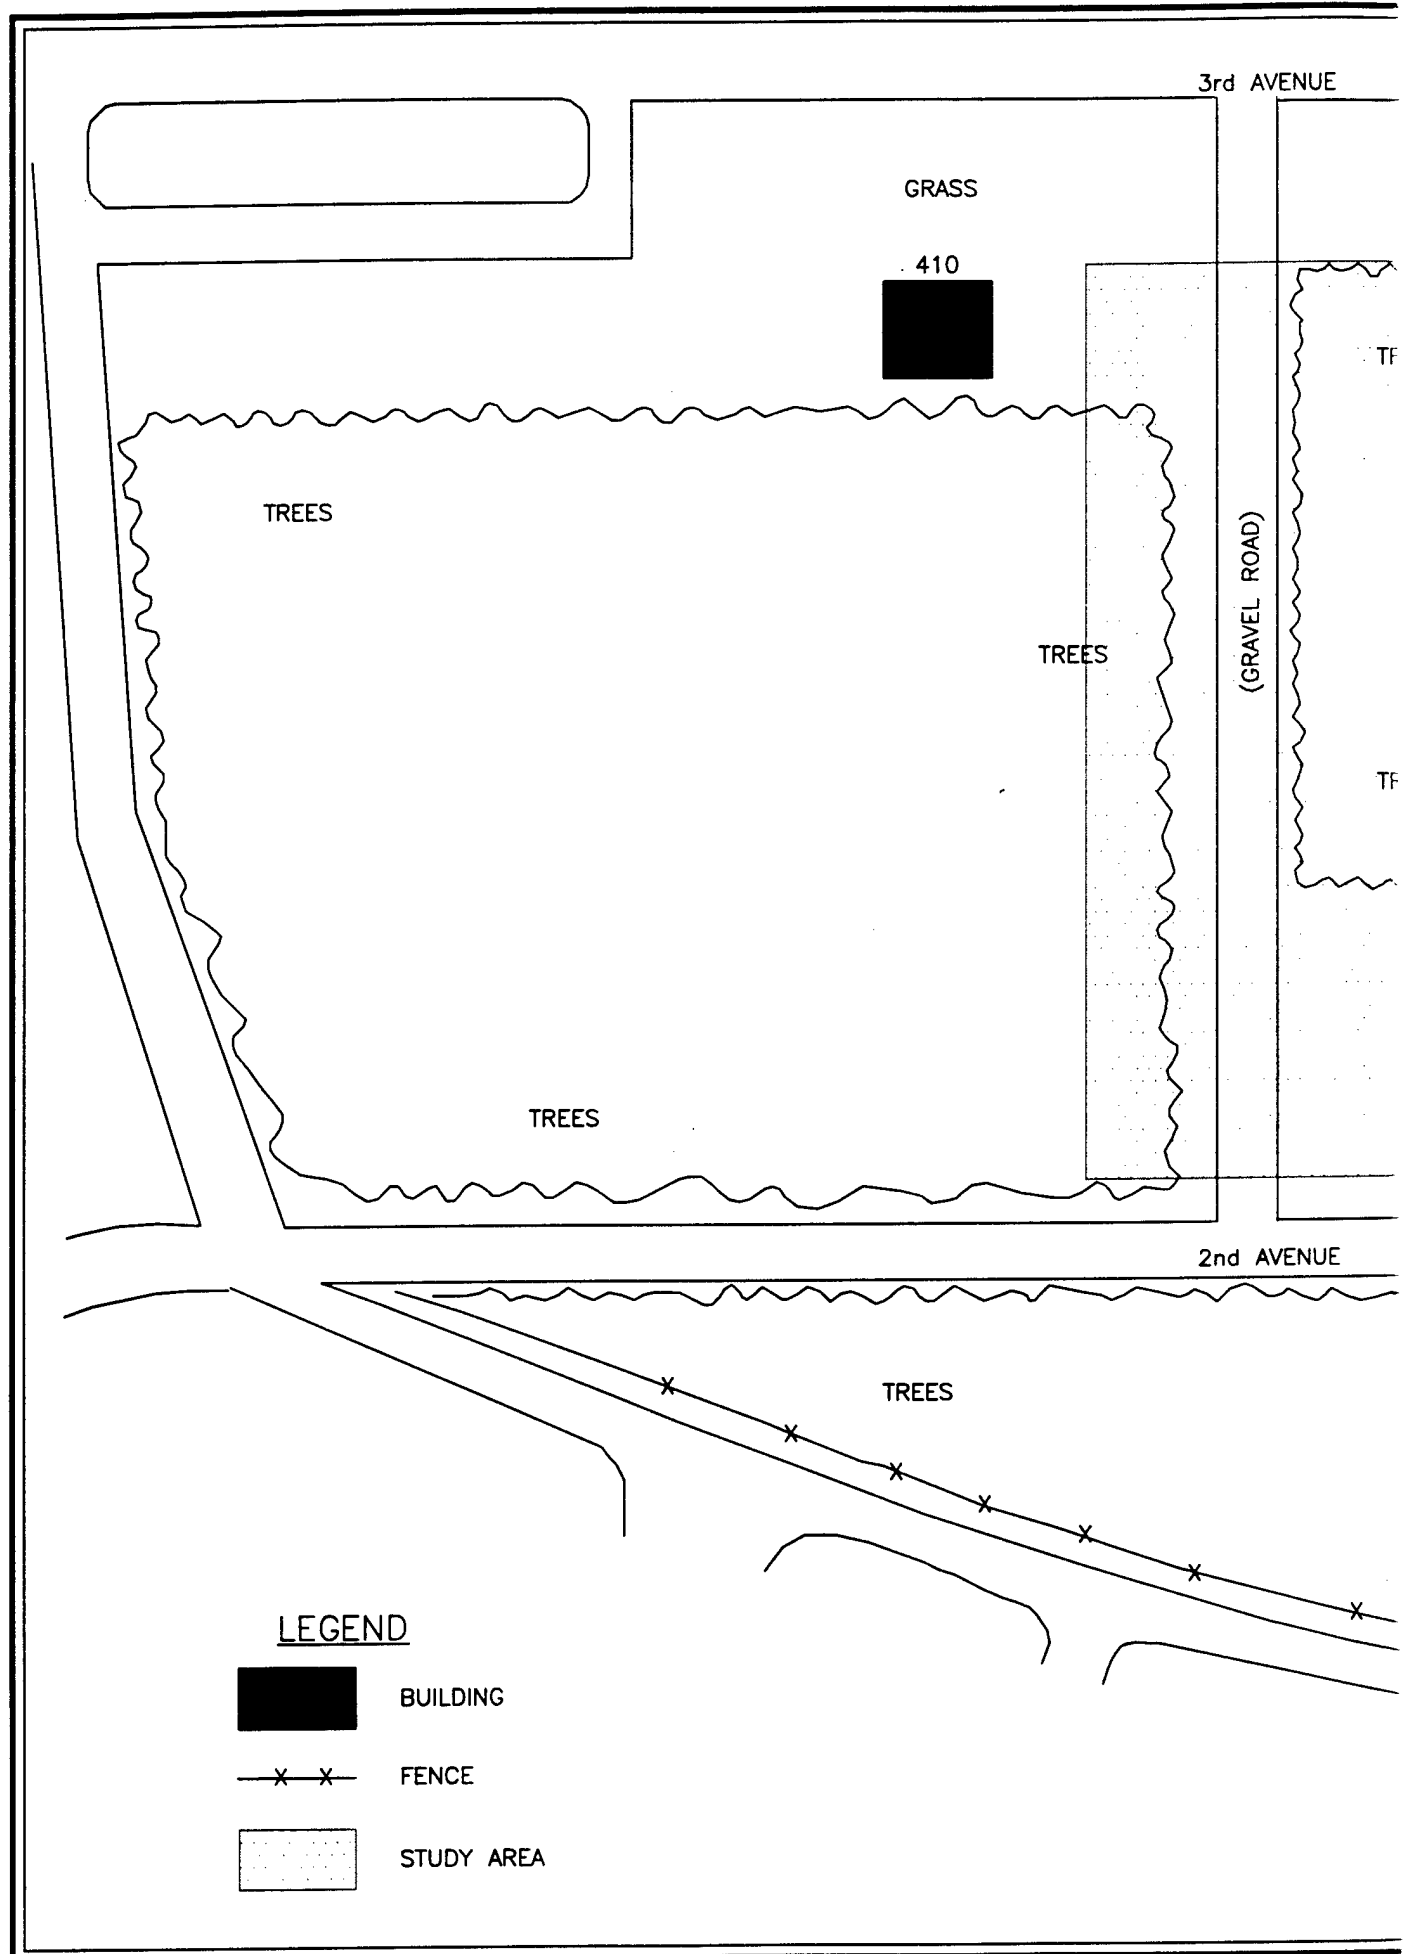 3rd AVENUE
GRASS
410
TREES
(GRAVEL ROAD)
TREES
TREES
2nd AVENUE
TREES
LEGEND
BUILDING
FENCE
STUDY AREA